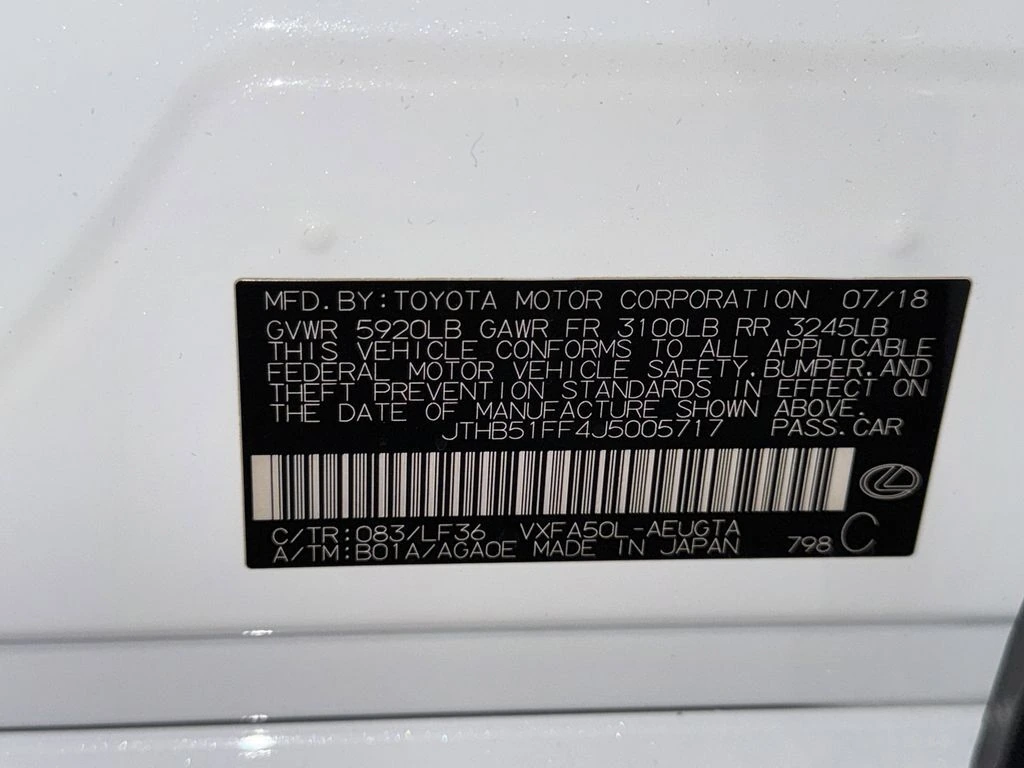 MFD.BY:TOYOTA MOTOR CORPORATION 07/18
GVWR 5920LB GAWR FR 3100LB RR 3245LB
THIS VEHICLE CONFORMS TO ALL APPLICABLE
FEDERAL MOTOR VEHICLE SAFETY.BUMPER.AND
THEFT PREVENTION STANDARDS IN EFFECT ON
THE DATE OF MANUFACTURE SHOWN ABOVE.
JTHB51FF4J5005717 PASS.CAR
C/TR:083/LF36 VXFA50L-AEUGTA
A/TM:B01A/AGA0E MADE IN JAPAN 798 C